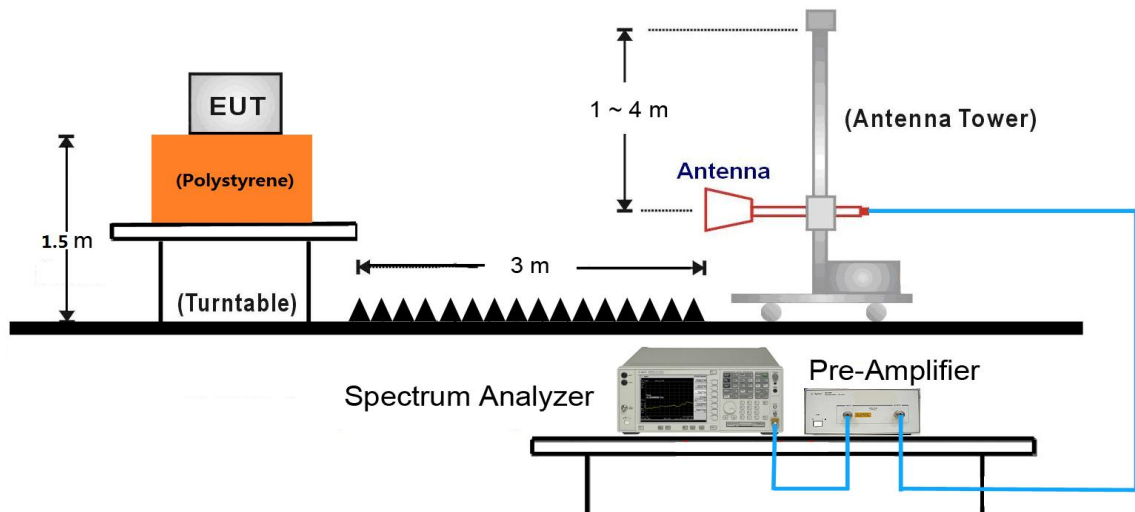 EUT
(Polystyrene)
1.5 m
(Turntable)
3 m
1 ~ 4 m
Antenna
(Antenna Tower)
Spectrum Analyzer
Pre-Amplifier